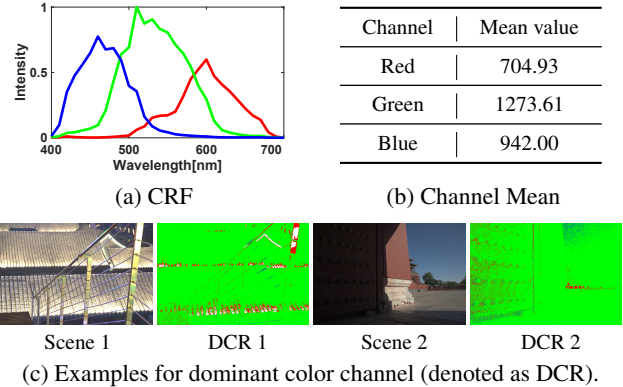 Intensity
1
0.5
0
400 500 600 700
Wavelength[nm]
(a) CRF
Channel Mean value
Red 704.93
Green 1273.61
Blue 942.00
(b) Channel Mean
Scene 1 DCR 1 Scene 2 DCR 2
(c) Examples for dominant color channel (denoted as DCR).